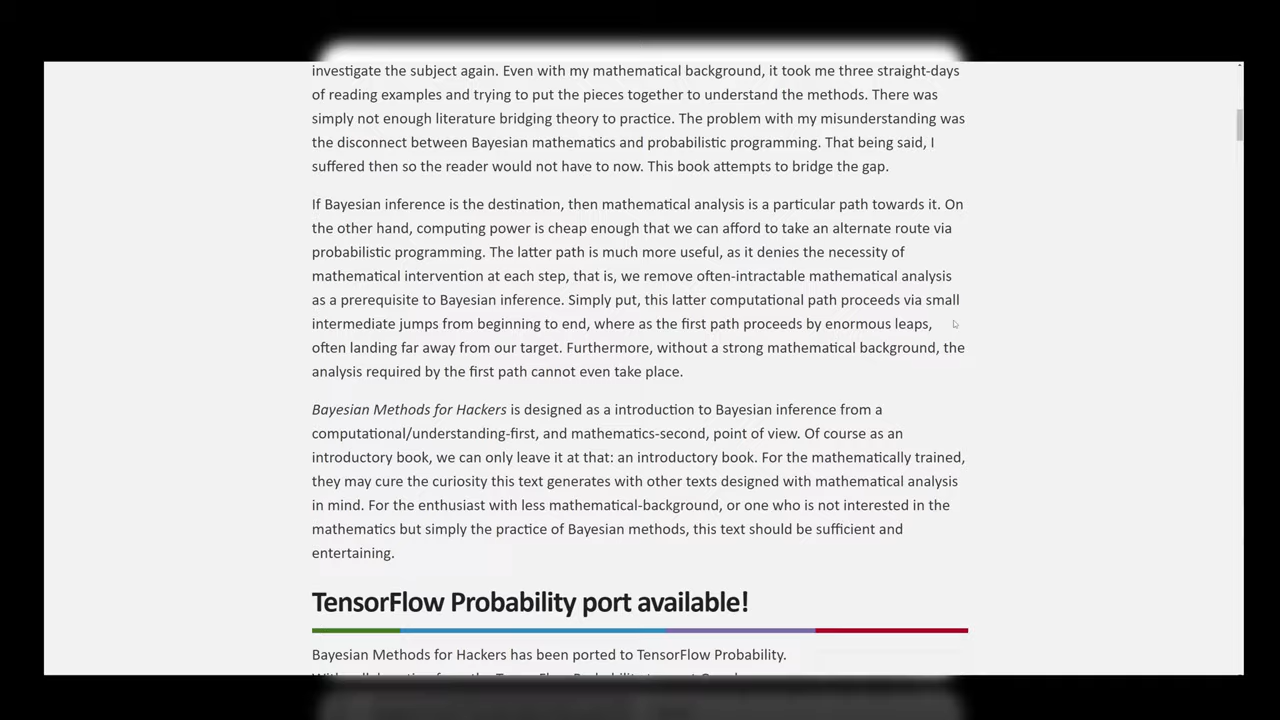 investigate the subject again. Even with my mathematical background, it took me three straight-days
of reading examples and trying to put the pieces together to understand the methods. There was
simply not enough literature bridging theory to practice. The problem with my misunderstanding was
the disconnect between Bayesian mathematics and probabilistic programming. That being said, I
suffered then so the reader would not have to now. This book attempts to bridge the gap.
If Bayesian inference is the destination, then mathematical analysis is a particular path towards it. On
the other hand, computing power is cheap enough that we can afford to take an alternate route via
probabilistic programming. The latter path is much more useful, as it denies the necessity of
mathematical intervention at each step, that is, we remove often-intractable mathematical analysis
as a prerequisite to Bayesian inference. Simply put, this latter computational path proceeds via small
intermediate jumps from beginning to end, where as the first path proceeds by enormous leaps,
often landing far away from our target. Furthermore, without a strong mathematical background, the
analysis required by the first path cannot even take place.
Bayesian Methods for Hackers is designed as a introduction to Bayesian inference from a
computational/understanding-first, and mathematics-second, point of view. Of course as an
introductory book, we can only leave it at that: an introductory book. For the mathematically trained,
they may cure the curiosity this text generates with other texts designed with mathematical analysis
in mind. For the enthusiast with less mathematical-background, or one who is not interested in the
mathematics but simply the practice of Bayesian methods, this text should be sufficient and
entertaining.
TensorFlow Probability port available!
Bayesian Methods for Hackers has been ported to TensorFlow Probability.